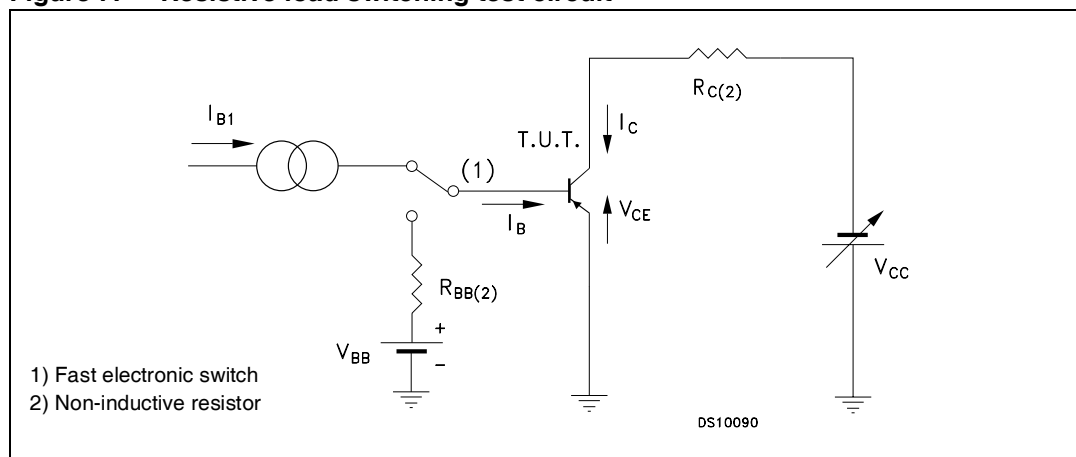 Figure Resistive load switching test circuit
I_B1
R_C(2)
T.U.T.
I_C
(1)
V_CE
I_B
V_CC
R_BB(2)
+
V_BB
−
1) Fast electronic switch
2) Non-inductive resistor
DS10090